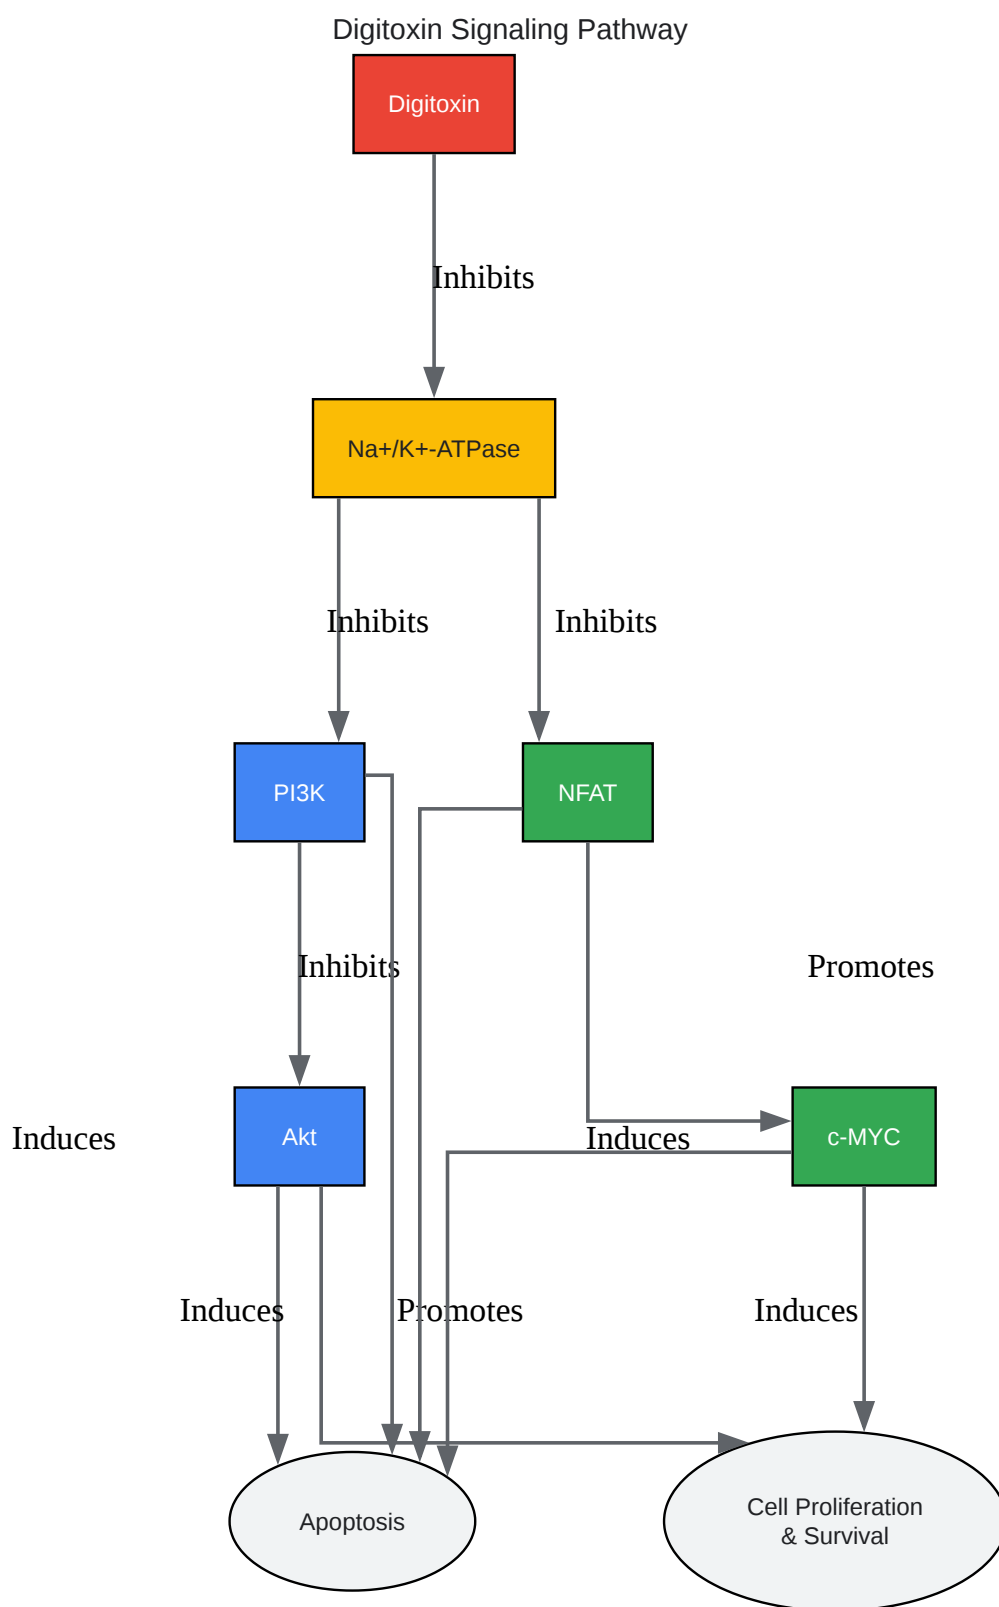 Digitoxin Signaling Pathway
Digitoxin
Inhibits
Na+/K+-ATPase
Inhibits
Inhibits
PI3K
NFAT
Inhibits
Promotes
Akt
c-MYC
Induces
Induces
Induces
Promotes
Induces
Apoptosis
Cell Proliferation
& Survival